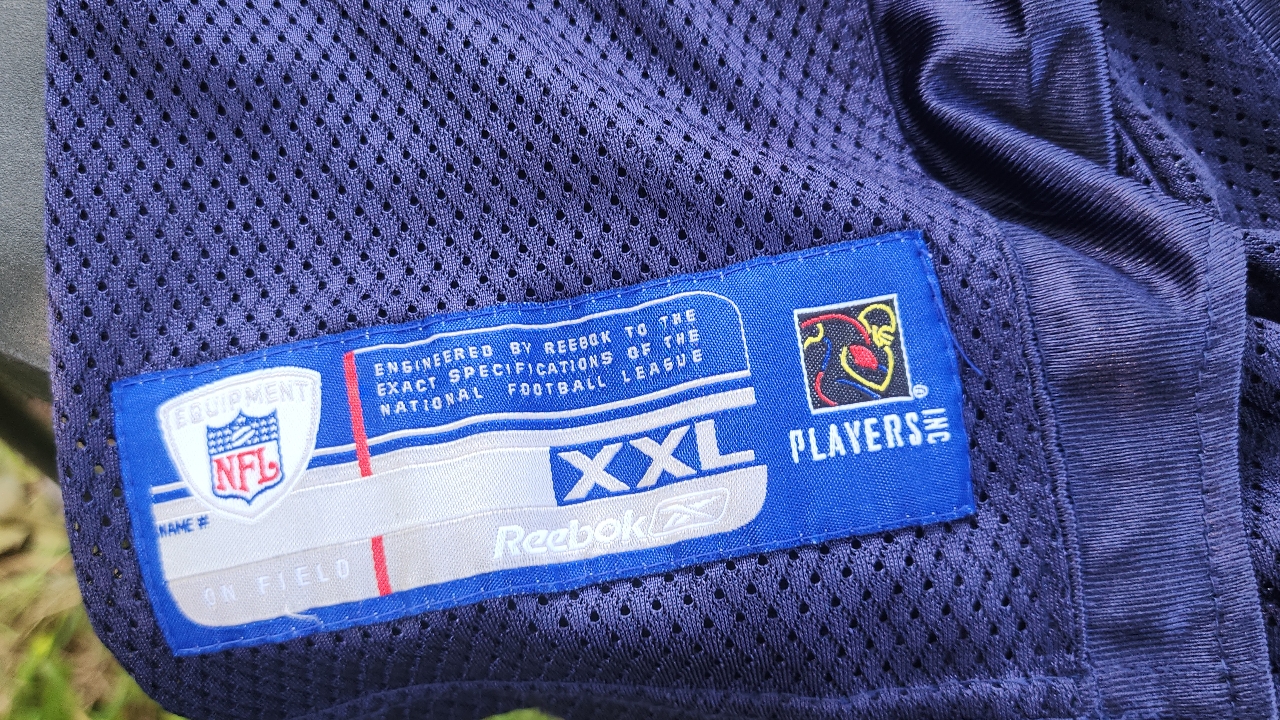 EQUIPMENT
NFL
ENGINEERED BY REEBOK TO THE
EXACT SPECIFICATIONS OF THE
NATIONAL FOOTBALL LEAGUE
XXL
PLAYERS INC
®
NAME #
Reebok
ON FIELD